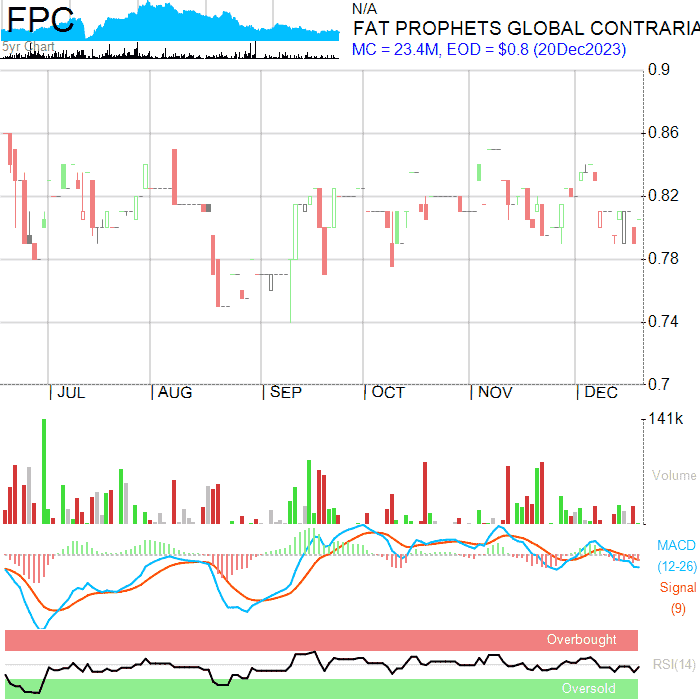 FPC
5yr Chart
N/A
FAT PROPHETS GLOBAL CONTRARIA
MC = 23.4M, EOD = $0.8 (20Dec2023)
0.9
0.86
0.82
0.78
0.74
0.7
JUL
AUG
SEP
OCT
NOV
DEC
141k
Volume
MACD
(12-26)
Signal
(9)
Overbought
RSI(14)
Oversold